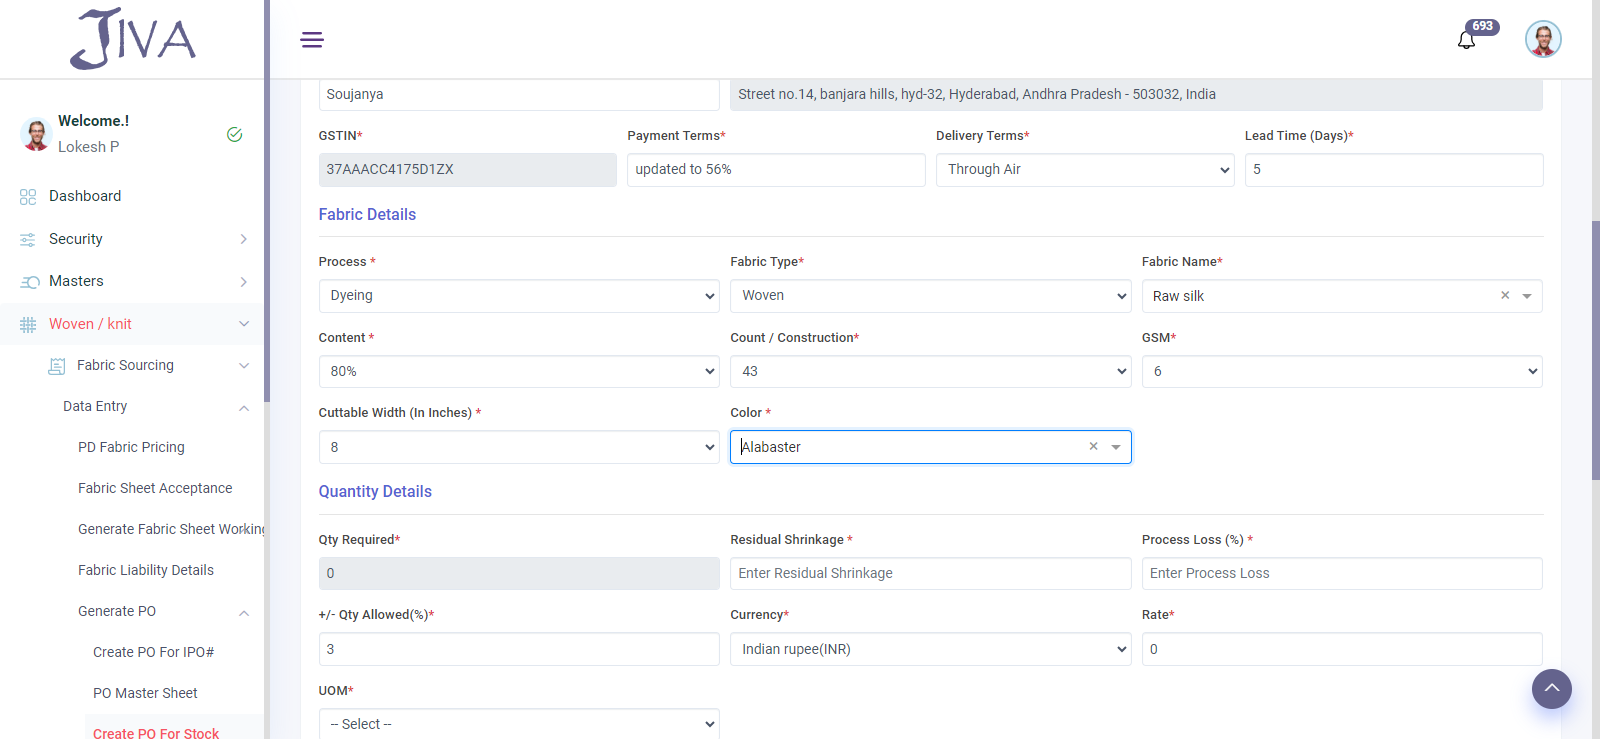 JIVA
693
Welcome.!
Lokesh P
Dashboard
Security
Masters
Woven / knit
Fabric Sourcing
Data Entry
PD Fabric Pricing
Fabric Sheet Acceptance
Generate Fabric Sheet Working
Fabric Liability Details
Generate PO
Create PO For IPO#
PO Master Sheet
Create PO For Stock
Soujanya
Street no.14, banjara hills, hyd-32, Hyderabad, Andhra Pradesh - 503032, India
GSTIN* Payment Terms* Delivery Terms* Lead Time (Days)*
37AAACC4175D1ZX updated to 56% Through Air 5
Fabric Details
Process * Fabric Type* Fabric Name*
Dyeing Woven Raw silk ×
Content * Count / Construction* GSM*
80% 43 6
Cuttable Width (In Inches) * Color *
8 Alabaster ×
Quantity Details
Qty Required* Residual Shrinkage * Process Loss (%) *
0 Enter Residual Shrinkage Enter Process Loss
+/- Qty Allowed(%)* Currency* Rate*
3 Indian rupee(INR) 0
UOM*
-- Select --